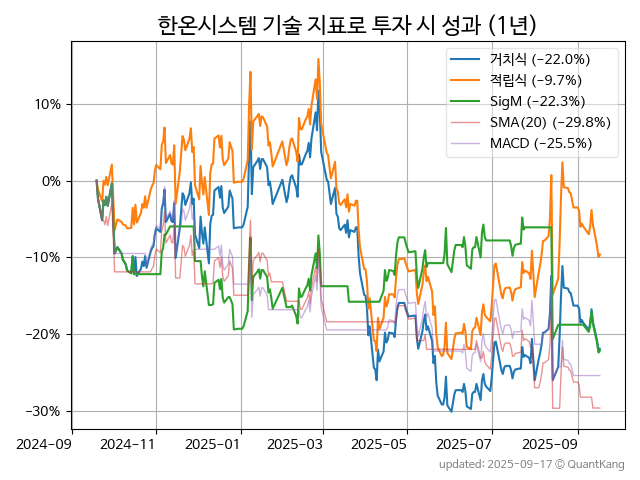 한온시스템 기술 지표로 투자 시 성과 (1년)
거치식 (−22.0%)
적립식 (−9.7%)
SigM (−22.3%)
SMA(20) (−29.8%)
MACD (−25.5%)
10%
0%
−10%
−20%
−30%
2024-09 2024-11 2025-01 2025-03 2025-05 2025-07 2025-09
updated: 2025-09-17 © QuantKang